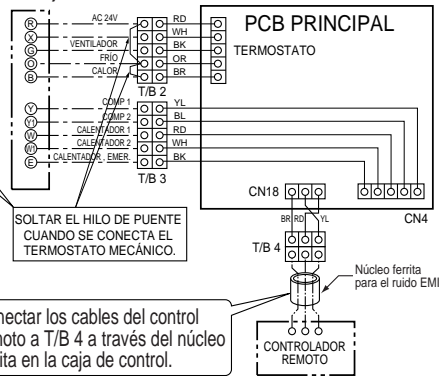 PCB PRINCIPAL
TERMOSTATO
R AC 24V RD
X WH
G VENTILADOR BK
O FRÍO OR
B CALOR BR
T/B 2
Y COMP 1 YL
Y1 COMP 2 BL
W CALENTADOR 1 RD
W1 CALENTADOR 2 WH
E CALENTADOR . EMER. BK
T/B 3
CN18
CN4
SOLTAR EL HILO DE PUENTE
CUANDO SE CONECTA EL
TERMOSTATO MECÁNICO.
BR RD YL
T/B 4
Núcleo ferrita
para el ruido EMI
nectar los cables del control
moto a T/B 4 a través del núcleo
rita en la caja de control.
CONTROLADOR
REMOTO